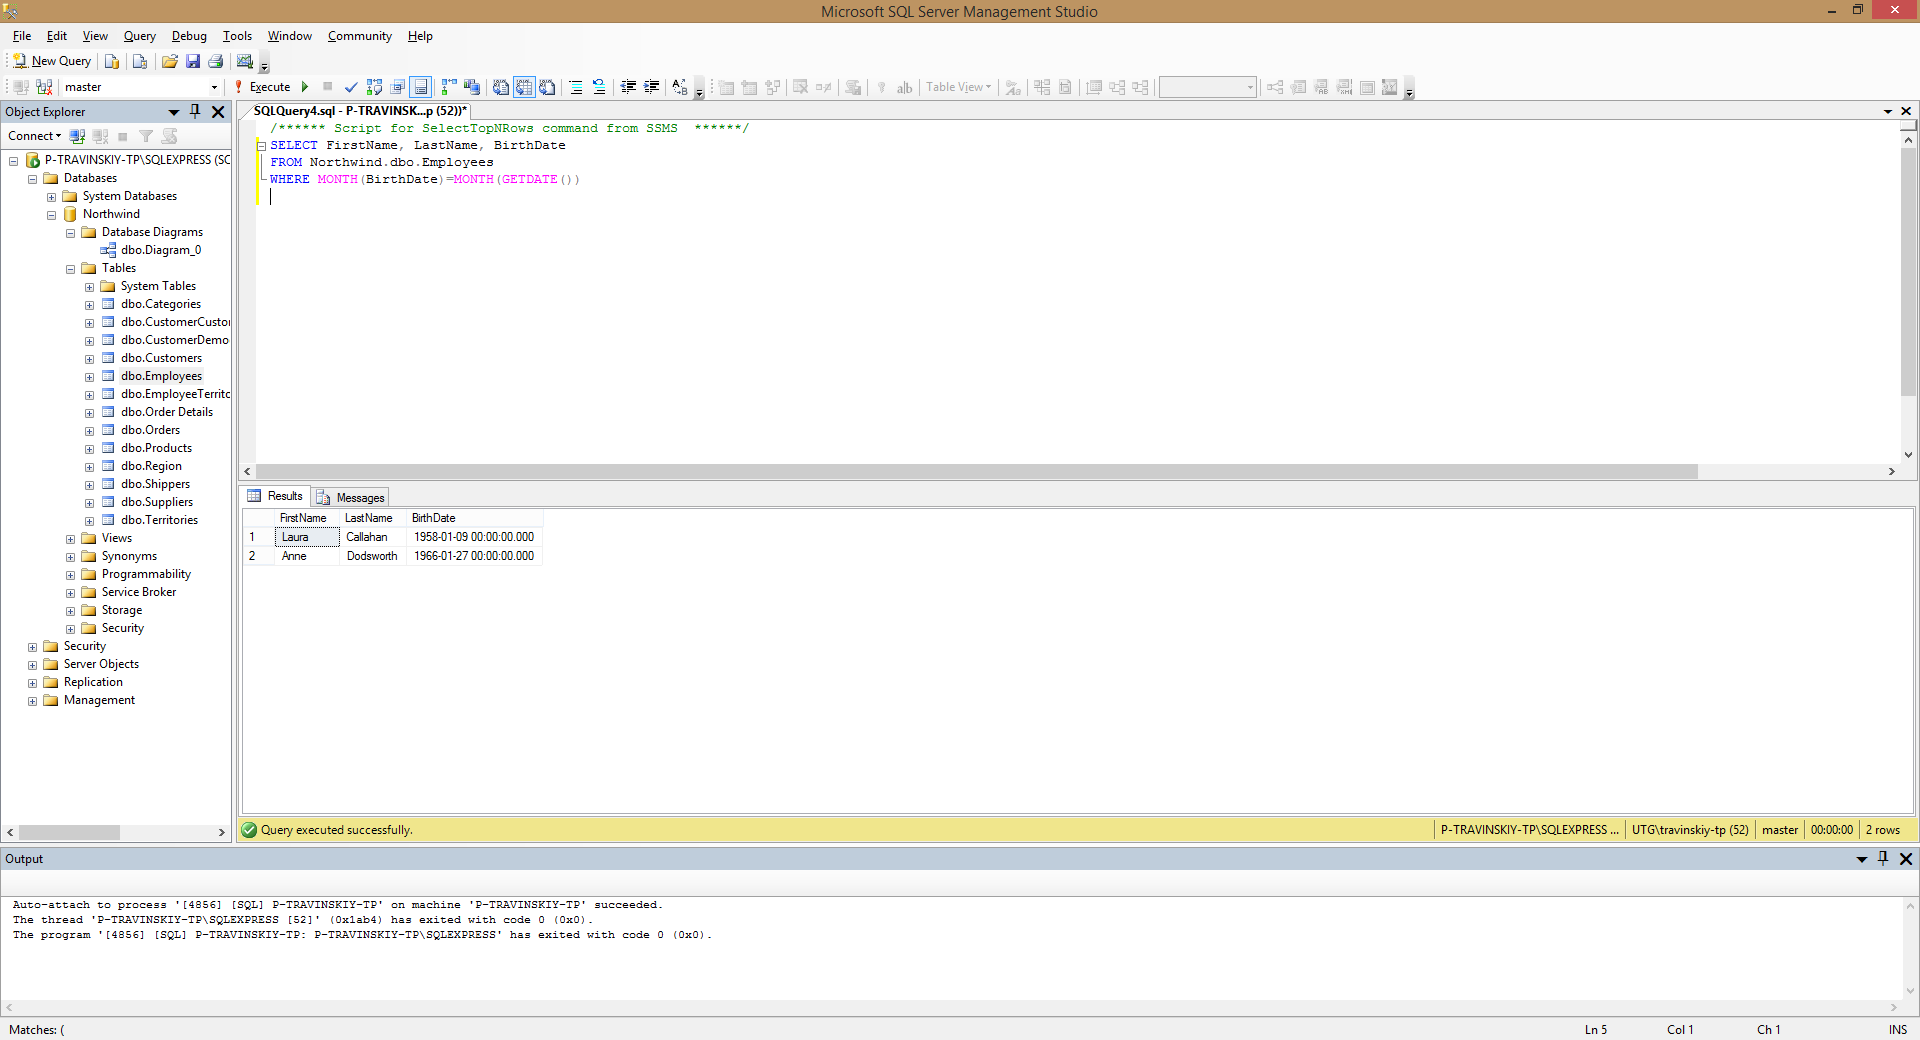 Microsoft SQL Server Management Studio
File Edit View Query Debug Tools Window Community Help
New Query
master Execute Table View
Object Explorer
Connect
P-TRAVINSKIY-TP\SQLEXPRESS (SC
Databases
System Databases
Northwind
Database Diagrams
dbo.Diagram_0
Tables
System Tables
dbo.Categories
dbo.CustomerCustor
dbo.CustomerDemo
dbo.Customers
dbo.Employees
dbo.EmployeeTerritc
dbo.Order Details
dbo.Orders
dbo.Products
dbo.Region
dbo.Shippers
dbo.Suppliers
dbo.Territories
Views
Synonyms
Programmability
Service Broker
Storage
Security
Security
Server Objects
Replication
Management
SQLQuery4.sql - P-TRAVINSK...p (52))*
/****** Script for SelectTopNRows command from SSMS  ******/
SELECT FirstName, LastName, BirthDate
FROM Northwind.dbo.Employees
WHERE MONTH(BirthDate)=MONTH(GETDATE())
Results Messages
FirstName LastName BirthDate
1 Laura Callahan 1958-01-09 00:00:00.000
2 Anne Dodsworth 1966-01-27 00:00:00.000
Query executed successfully. P-TRAVINSKIY-TP\SQLEXPRESS ... UTG\travinskiy-tp (52) master 00:00:00 2 rows
Output
Auto-attach to process '[4856] [SQL] P-TRAVINSKIY-TP' on machine 'P-TRAVINSKIY-TP' succeeded.
The thread 'P-TRAVINSKIY-TP\SQLEXPRESS [52]' (0x1ab4) has exited with code 0 (0x0).
The program '[4856] [SQL] P-TRAVINSKIY-TP: P-TRAVINSKIY-TP\SQLEXPRESS' has exited with code 0 (0x0).
Matches: ( Ln 5 Col 1 Ch 1 INS